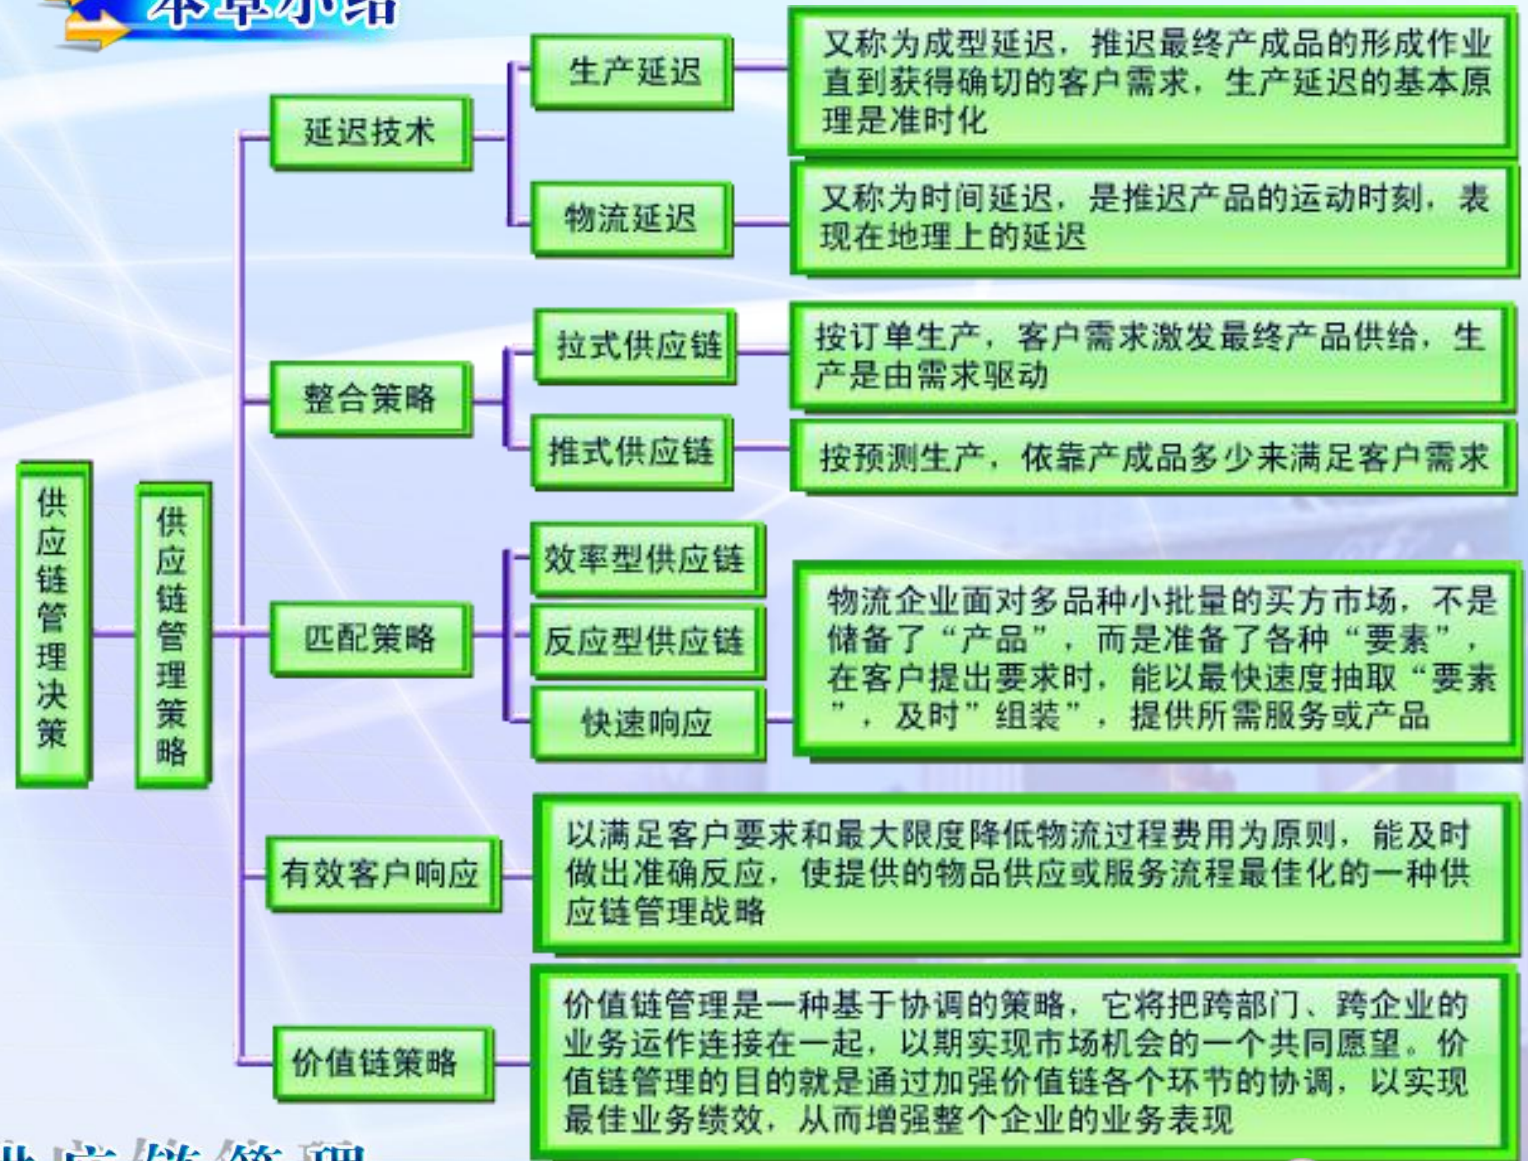 本章小结
供应链管理决策
供应链管理策略
延迟技术
生产延迟
又称为成型延迟，推迟最终产成品的形成作业
直到获得确切的客户需求，生产延迟的基本原
理是准时化
物流延迟
又称为时间延迟，是推迟产品的运动时刻，表
现在地理上的延迟
整合策略
拉式供应链
按订单生产，客户需求激发最终产品供给，生
产是由需求驱动
推式供应链
按预测生产，依靠产成品多少来满足客户需求
匹配策略
效率型供应链
反应型供应链
快速响应
物流企业面对多品种小批量的买方市场，不是
储备了“产品”，而是准备了各种“要素”，
在客户提出要求时，能以最快速度抽取“要素
”，及时”组装”，提供所需服务或产品
有效客户响应
以满足客户要求和最大限度降低物流过程费用为原则，能及时
做出准确反应，使提供的物品供应或服务流程最佳化的一种供
应链管理战略
价值链策略
价值链管理是一种基于协调的策略，它将把跨部门、跨企业的
业务运作连接在一起，以期实现市场机会的一个共同愿望。价
值链管理的目的就是通过加强价值链各个环节的协调，以实现
最佳业务绩效，从而增强整个企业的业务表现